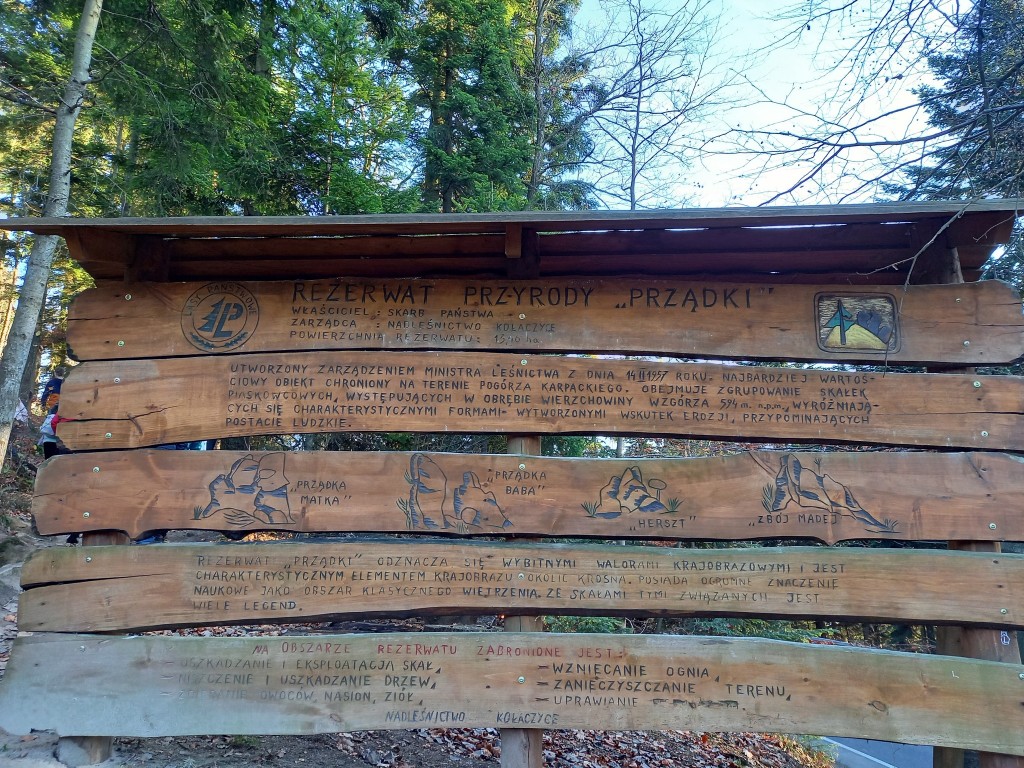 LASY PAŃSTWOWE
LP
REZERWAT PRZYRODY „PRZĄDKI"
WŁAŚCICIEL : SKARB PAŃSTWA
ZARZĄDCA : NADLEŚNICTWO KOŁACZYCE
POWIERZCHNIA REZERWATU: ha
UTWORZONY ZARZĄDZENIEM MINISTRA LEŚNICTWA Z DNIA 14 II 1957 ROKU. NAJBARDZIEJ WARTOŚ-
CIOWY OBIEKT CHRONIONY NA TERENIE POGÓRZA KARPACKIEGO. OBEJMUJE ZGRUPOWANIE SKAŁEK
PIASKOWCOWYCH, WYSTĘPUJĄCYCH W OBRĘBIE WIERZCHOWINY WZGÓRZA 594 m. n.p.m., WYRÓŻNIAJĄ-
CYCH SIĘ CHARAKTERYSTYCZNYMI FORMAMI- WYTWORZONYMI WSKUTEK EROZJI, PRZYPOMINAJĄCYCH
POSTACIE LUDZKIE.
„PRZĄDKA
MATKA"
„PRZĄDKA
BABA"
„HERSZT"
„ZBÓJ MADEJ"
REZERWAT „PRZĄDKI" ODZNACZA SIĘ WYBITNYMI WALORAMI KRAJOBRAZOWYMI I JEST
CHARAKTERYSTYCZNYM ELEMENTEM KRAJOBRAZU OKOLIC KROSNA. POSIADA OGROMNE ZNACZENIE
NAUKOWE JAKO OBSZAR KLASYCZNEGO WIETRZENIA. ZE SKAŁAMI TYMI ZWIĄZANYCH JEST
WIELE LEGEND.
NA OBSZARZE REZERWATU ZABRONIONE JEST:
– USZKADZANIE I EKSPLOATACJA SKAŁ,
– NISZCZENIE I USZKADZANIE DRZEW,
OWOCÓW, NASION, ZIÓŁ,
– WZNIECANIE OGNIA,
– ZANIECZYSZCZANIE TERENU,
– UPRAWIANIE
NADLEŚNICTWO KOŁACZYCE